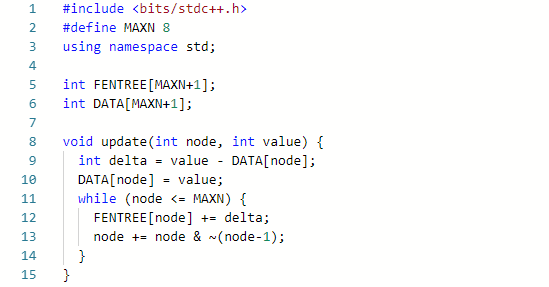 1 #include <bits/stdc++.h>
2 #define MAXN 8
3 using namespace std;
4
5 int FENTREE[MAXN+1];
6 int DATA[MAXN+1];
7
8 void update(int node, int value) {
9   int delta = value - DATA[node];
10   DATA[node] = value;
11   while (node <= MAXN) {
12     FENTREE[node] += delta;
13     node += node & ~(node-1);
14   }
15 }